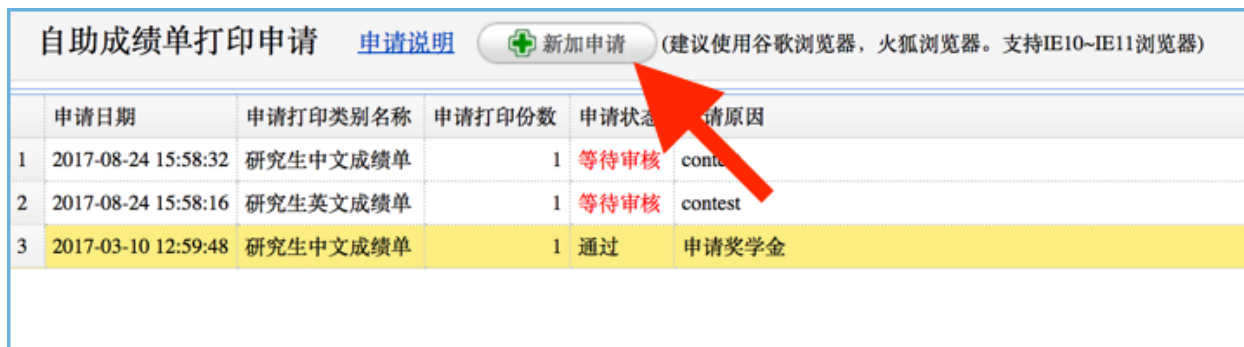 自助成绩单打印申请 申请说明 新加申请 (建议使用谷歌浏览器，火狐浏览器。支持IE10~IE11浏览器)
申请日期 申请打印类别名称 申请打印份数 申请状态 请原因
1 2017-08-24 15:58:32 研究生中文成绩单 1 等待审核
2 2017-08-24 15:58:16 研究生英文成绩单 1 等待审核 contest
3 2017-03-10 12:59:48 研究生中文成绩单 1 通过 申请奖学金